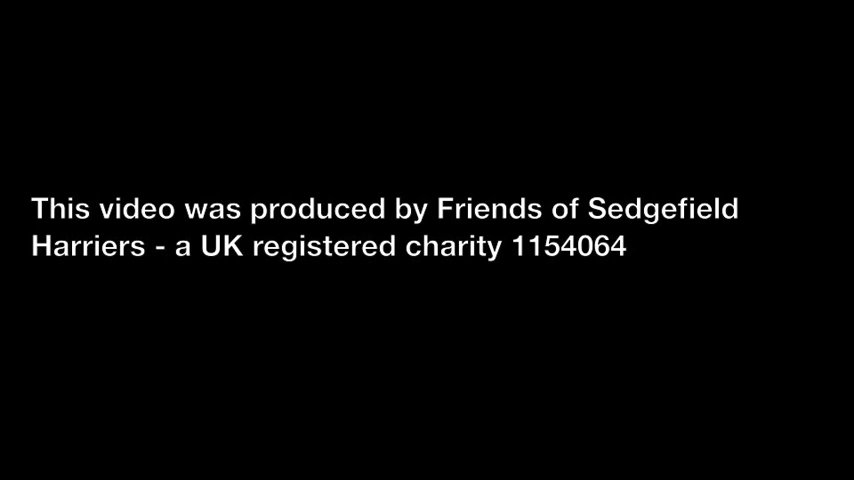 This video was produced by Friends of Sedgefield
Harriers - a UK registered charity 1154064